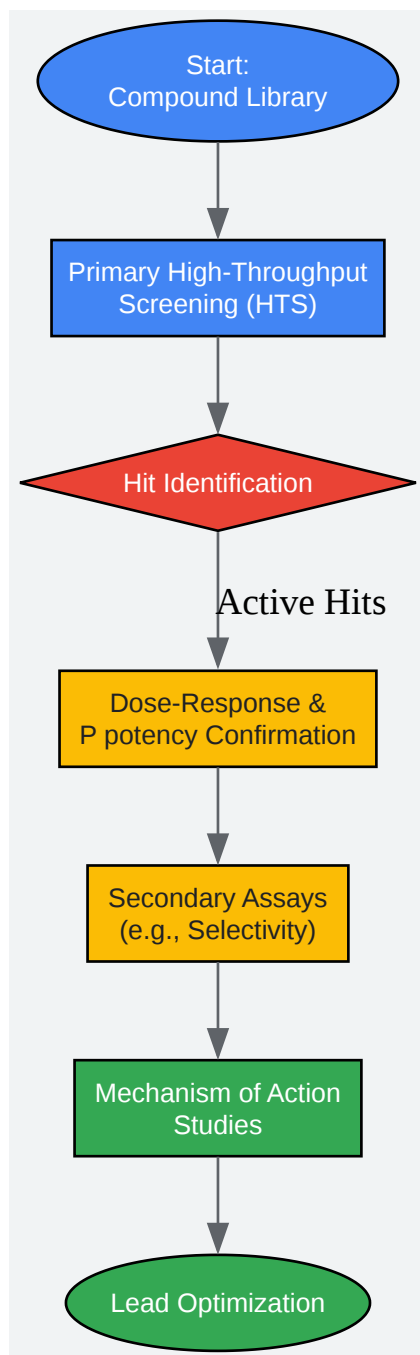 Start:
Compound Library
Primary High-Throughput
Screening (HTS)
Hit Identification
Active Hits
Dose-Response &
P potency Confirmation
Secondary Assays
(e.g., Selectivity)
Mechanism of Action
Studies
Lead Optimization